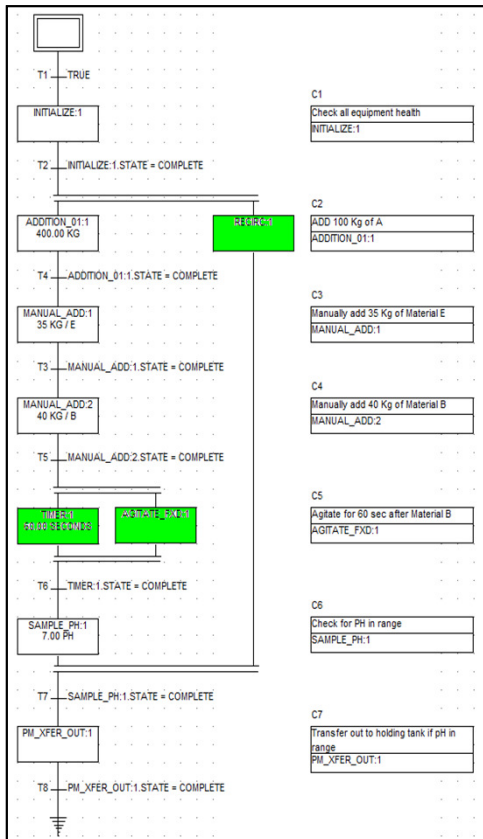 T1 TRUE
C1
INITIALIZE:1
Check all equipment health
INITIALIZE:1
T2 INITIALIZE:1.STATE = COMPLETE
C2
ADDITION_01:1
400.00 KG
RECIRC:1
ADD 100 Kg of A
ADDITION_01:1
T4 ADDITION_01:1.STATE = COMPLETE
C3
MANUAL_ADD:1
35 KG / E
Manually add 35 Kg of Material E
MANUAL_ADD:1
T3 MANUAL_ADD:1.STATE = COMPLETE
C4
MANUAL_ADD:2
40 KG / B
Manually add 40 Kg of Material B
MANUAL_ADD:2
T5 MANUAL_ADD:2.STATE = COMPLETE
C5
TIMER:1
60.00 SECONDS
AGITATE_FXD:1
Agitate for 60 sec after Material B
AGITATE_FXD:1
T6 TIMER:1.STATE = COMPLETE
C6
SAMPLE_PH:1
7.00 PH
Check for PH in range
SAMPLE_PH:1
T7 SAMPLE_PH:1.STATE = COMPLETE
C7
PM_XFER_OUT:1
Transfer out to holding tank if pH in
range
PM_XFER_OUT:1
T8 PM_XFER_OUT:1.STATE = COMPLETE